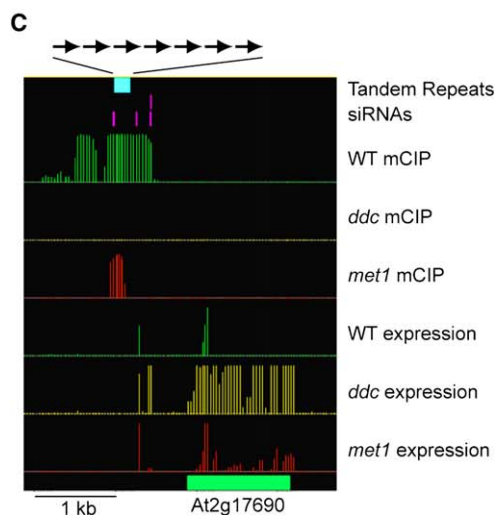 C
Tandem Repeats
siRNAs
WT mCIP
ddc mCIP
met1 mCIP
WT expression
ddc expression
met1 expression
1 kb
At2g17690